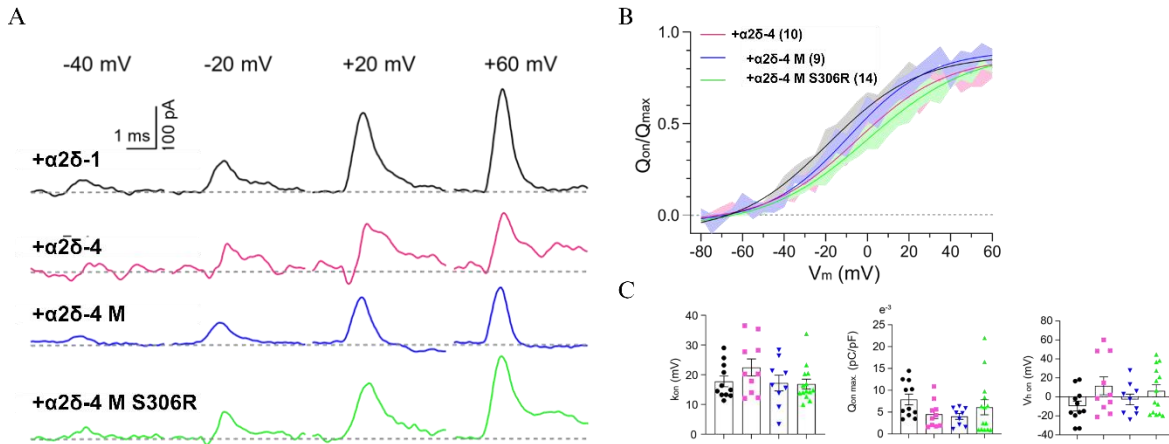 A
-40 mV
-20 mV
+20 mV
+60 mV
1 ms
100 pA
+α2δ-1
+α2δ-4
+α2δ-4 M
+α2δ-4 M S306R
B
+α2δ-4 (10)
+α2δ-4 M (9)
+α2δ-4 M S306R (14)
Qon/Qmax
1.0
0.5
0.0
-80 -60 -40 -20 0 20 40 60
Vm (mV)
C
kon (mV)
40
30
20
10
0
e-3
Qon max. (pC/pF)
25
20
15
10
5
0
Vh on (mV)
80
60
40
20
0
-20
-40